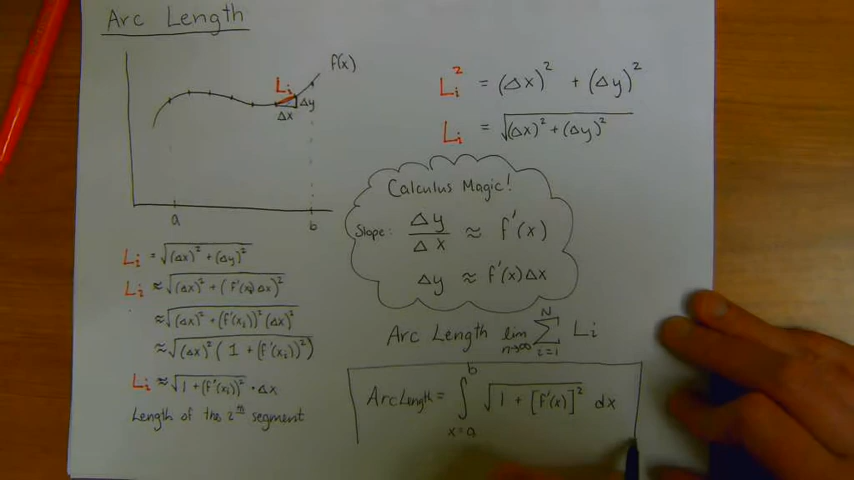 Arc Length
f(x)
Li
Δy
Δx
a
b
Li² = (Δx)² + (Δy)²
Li = √((Δx)² + (Δy)²)
Calculus Magic!
Slope: Δy/Δx ≈ f'(x)
Δy ≈ f'(x)Δx
Li = √((Δx)² + (Δy)²)
Li ≈ √((Δx)² + (f'(xi)Δx)²)
≈ √((Δx)² + (f'(xi))² (Δx)²)
≈ √((Δx)² (1 + (f'(xi))²))
Li ≈ √(1 + (f'(xi))²) · Δx
Length of the ith segment
Arc Length lim n→∞ N Σ i=1 Li
Arc Length = ∫ b x=a √(1 + [f'(x)]²) dx